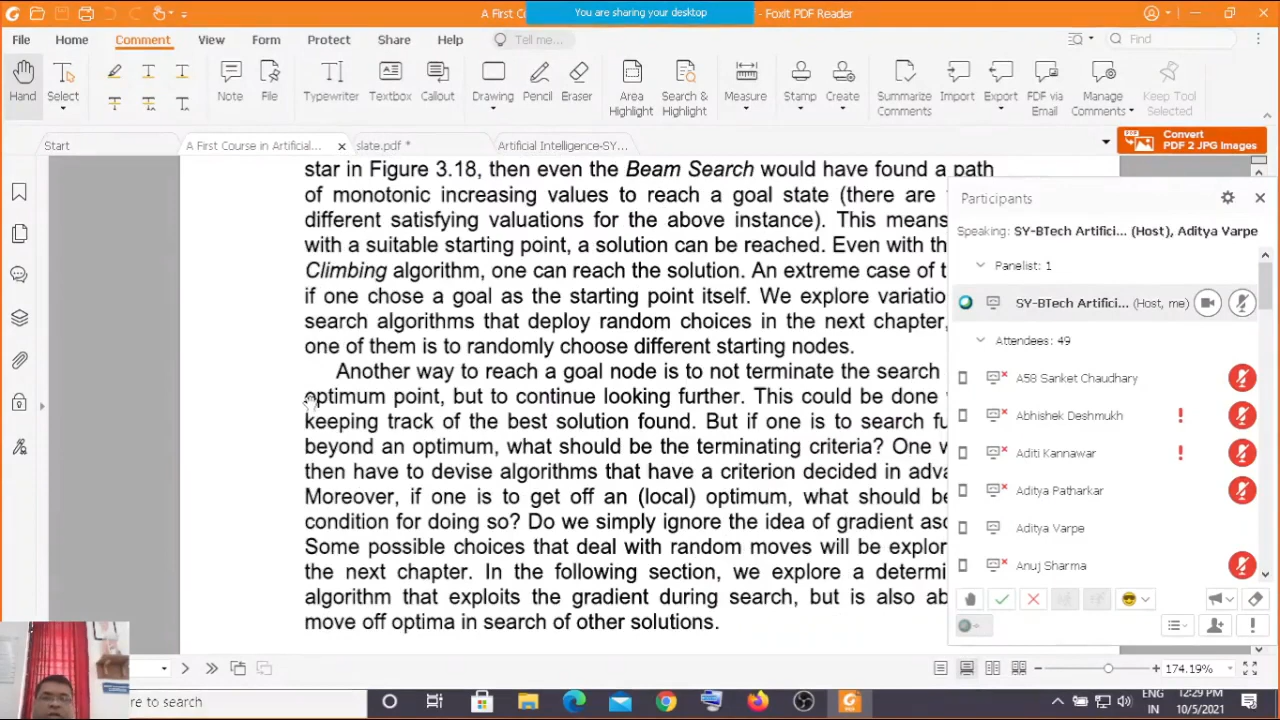 A First C
You are sharing your desktop
- Foxit PDF Reader
File Home Comment View Form Protect Share Help Tell me... Find
Hand Select Note File Typewriter Textbox Callout Drawing Pencil Eraser Area Highlight Search & Highlight Measure Stamp Create Summarize Comments Import Export PDF via Email Manage Comments Keep Tool Selected
Start A First Course in Artificial... slate.pdf * Artificial Intelligence-SY... Convert PDF 2 JPG Images
star in Figure 3.18, then even the Beam Search would have found a path
of monotonic increasing values to reach a goal state (there are
different satisfying valuations for the above instance). This means
with a suitable starting point, a solution can be reached. Even with th
Climbing algorithm, one can reach the solution. An extreme case of t
if one chose a goal as the starting point itself. We explore variatio
search algorithms that deploy random choices in the next chapter,
one of them is to randomly choose different starting nodes.
Another way to reach a goal node is to not terminate the search
optimum point, but to continue looking further. This could be done
keeping track of the best solution found. But if one is to search fu
beyond an optimum, what should be the terminating criteria? One w
then have to devise algorithms that have a criterion decided in adva
Moreover, if one is to get off an (local) optimum, what should be
condition for doing so? Do we simply ignore the idea of gradient asc
Some possible choices that deal with random moves will be explor
the next chapter. In the following section, we explore a determi
algorithm that exploits the gradient during search, but is also ab
move off optima in search of other solutions.
Participants
Speaking: SY-BTech Artifici... (Host), Aditya Varpe
Panelist: 1
SY-BTech Artifici... (Host, me)
Attendees: 49
A58 Sanket Chaudhary
Abhishek Deshmukh
Aditi Kannawar
Aditya Patharkar
Aditya Varpe
Anuj Sharma
174.19%
re to search
ENG
IN
12:29 PM
10/5/2021